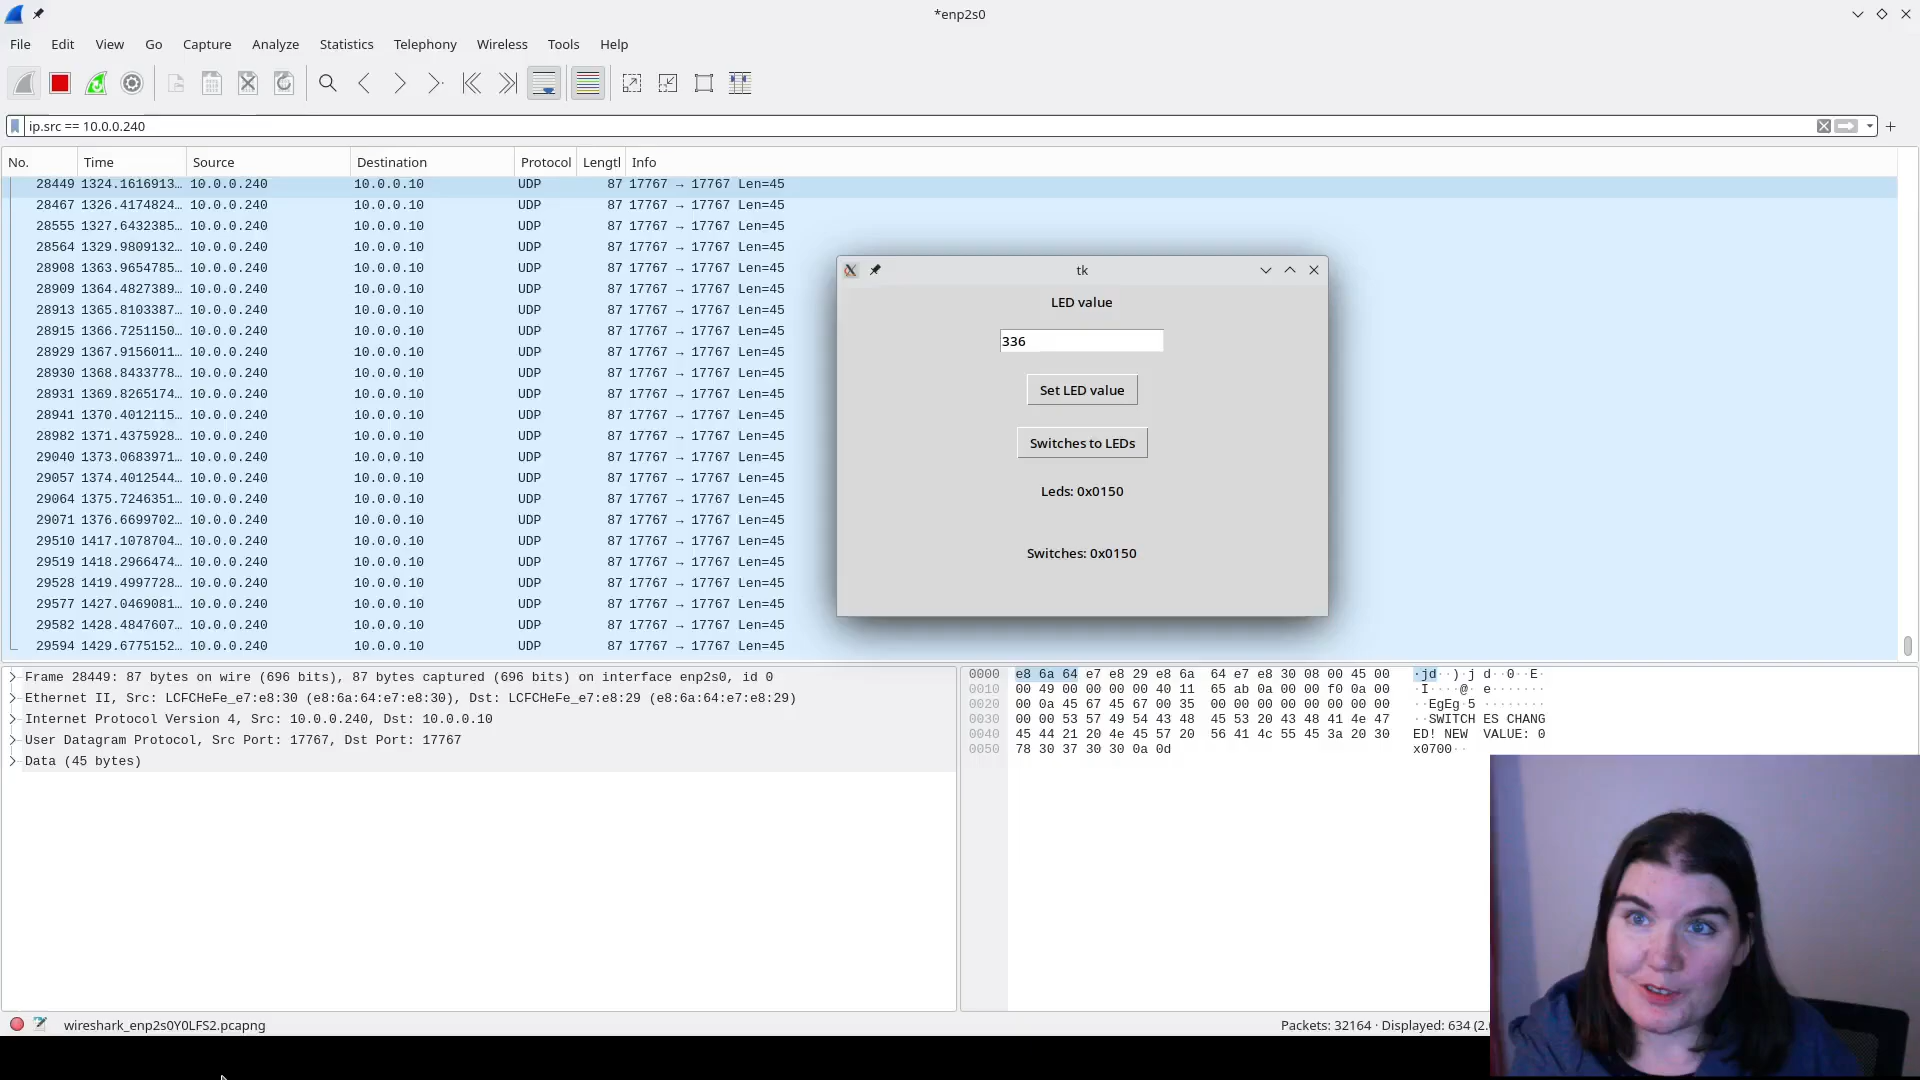 *enp2s0
File Edit View Go Capture Analyze Statistics Telephony Wireless Tools Help
ip.src == 10.0.0.240
No. Time Source Destination Protocol Lengtl Info
28449 1324.1616913… 10.0.0.240 10.0.0.10 UDP 87 17767 → 17767 Len=45
28467 1326.4174824… 10.0.0.240 10.0.0.10 UDP 87 17767 → 17767 Len=45
28555 1327.6432385… 10.0.0.240 10.0.0.10 UDP 87 17767 → 17767 Len=45
28564 1329.9809132… 10.0.0.240 10.0.0.10 UDP 87 17767 → 17767 Len=45
28908 1363.9654785… 10.0.0.240 10.0.0.10 UDP 87 17767 → 17767 Len=45
28909 1364.4827389… 10.0.0.240 10.0.0.10 UDP 87 17767 → 17767 Len=45
28913 1365.8103387… 10.0.0.240 10.0.0.10 UDP 87 17767 → 17767 Len=45
28915 1366.7251150… 10.0.0.240 10.0.0.10 UDP 87 17767 → 17767 Len=45
28929 1367.9156011… 10.0.0.240 10.0.0.10 UDP 87 17767 → 17767 Len=45
28930 1368.8433778… 10.0.0.240 10.0.0.10 UDP 87 17767 → 17767 Len=45
28931 1369.8265174… 10.0.0.240 10.0.0.10 UDP 87 17767 → 17767 Len=45
28941 1370.4012115… 10.0.0.240 10.0.0.10 UDP 87 17767 → 17767 Len=45
28982 1371.4375928… 10.0.0.240 10.0.0.10 UDP 87 17767 → 17767 Len=45
29040 1373.0683971… 10.0.0.240 10.0.0.10 UDP 87 17767 → 17767 Len=45
29057 1374.4012544… 10.0.0.240 10.0.0.10 UDP 87 17767 → 17767 Len=45
29064 1375.7246351… 10.0.0.240 10.0.0.10 UDP 87 17767 → 17767 Len=45
29071 1376.6699702… 10.0.0.240 10.0.0.10 UDP 87 17767 → 17767 Len=45
29510 1417.1078704… 10.0.0.240 10.0.0.10 UDP 87 17767 → 17767 Len=45
29519 1418.2966474… 10.0.0.240 10.0.0.10 UDP 87 17767 → 17767 Len=45
29528 1419.4997728… 10.0.0.240 10.0.0.10 UDP 87 17767 → 17767 Len=45
29577 1427.0469081… 10.0.0.240 10.0.0.10 UDP 87 17767 → 17767 Len=45
29582 1428.4847607… 10.0.0.240 10.0.0.10 UDP 87 17767 → 17767 Len=45
29594 1429.6775152… 10.0.0.240 10.0.0.10 UDP 87 17767 → 17767 Len=45
tk
LED value
336
Set LED value
Switches to LEDs
Leds: 0x0150
Switches: 0x0150
Frame 28449: 87 bytes on wire (696 bits), 87 bytes captured (696 bits) on interface enp2s0, id 0
Ethernet II, Src: LCFCHeFe_e7:e8:30 (e8:6a:64:e7:e8:30), Dst: LCFCHeFe_e7:e8:29 (e8:6a:64:e7:e8:29)
Internet Protocol Version 4, Src: 10.0.0.240, Dst: 10.0.0.10
User Datagram Protocol, Src Port: 17767, Dst Port: 17767
Data (45 bytes)
0000 e8 6a 64 e7 e8 29 e8 6a 64 e7 e8 30 08 00 45 00 ·jd··)·j d··0··E·
0010 00 49 00 00 00 00 40 11 65 ab 0a 00 00 f0 0a 00 ·I····@· e·······
0020 00 0a 45 67 45 67 00 35 00 00 00 00 00 00 00 00 ··EgEg·5 ········
0030 00 00 53 57 49 54 43 48 45 53 20 43 48 41 4e 47 ··SWITCH ES CHANG
0040 45 44 21 20 4e 45 57 20 56 41 4c 55 45 3a 20 30 ED! NEW VALUE: 0
0050 78 30 37 30 30 0a 0d x0700··
wireshark_enp2s0Y0LFS2.pcapng
Packets: 32164 · Displayed: 634 (2.